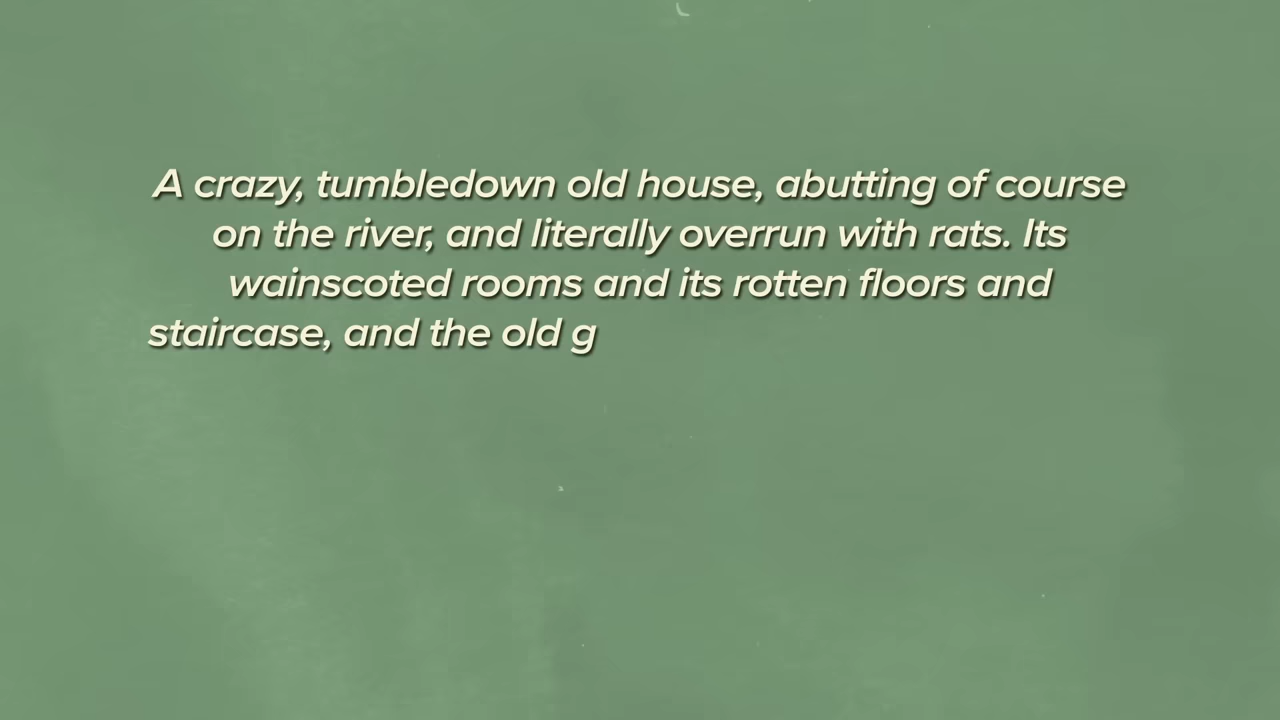 A crazy, tumbledown old house, abutting of course
on the river, and literally overrun with rats. Its
wainscoted rooms and its rotten floors and
staircase, and the old g